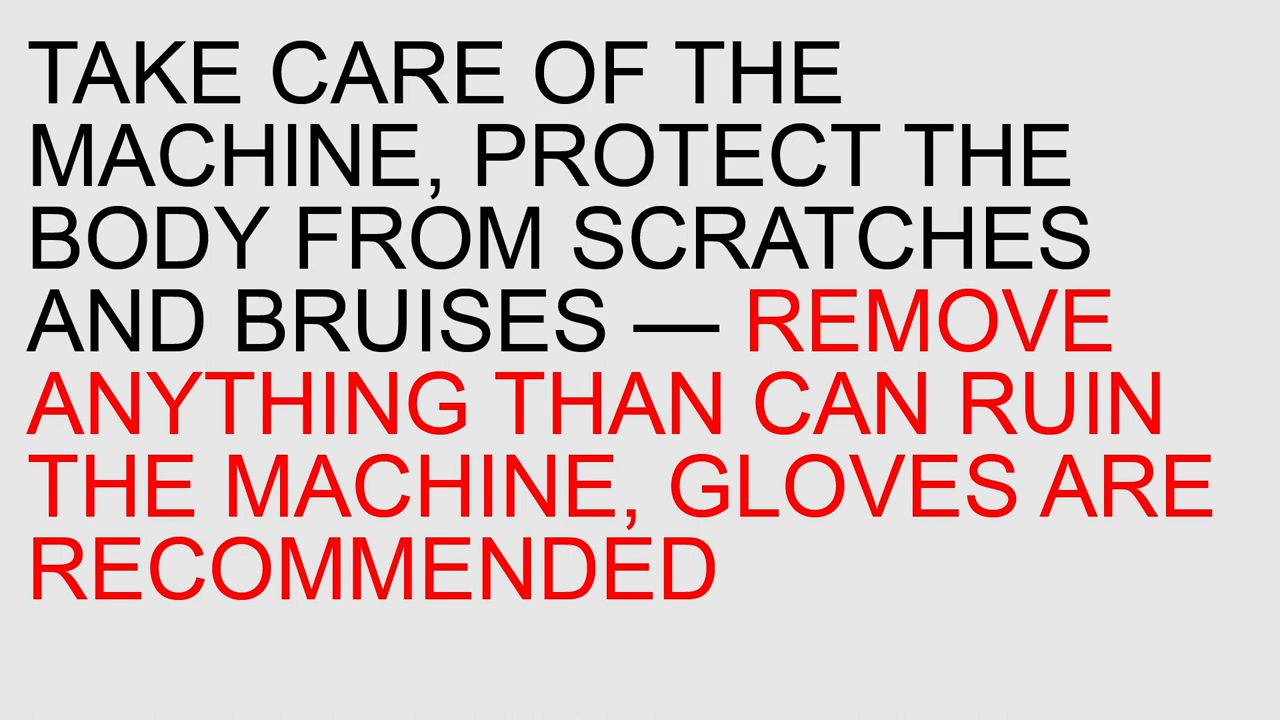 TAKE CARE OF THE
MACHINE, PROTECT THE
BODY FROM SCRATCHES
AND BRUISES — REMOVE
ANYTHING THAN CAN RUIN
THE MACHINE, GLOVES ARE
RECOMMENDED